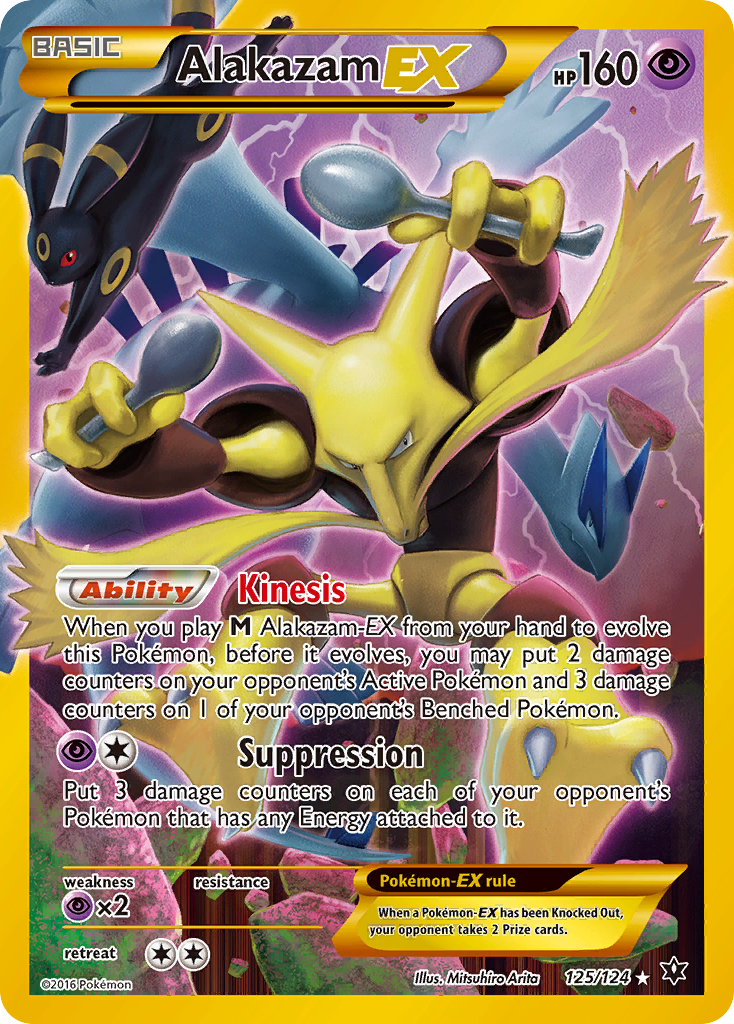 BASIC
Alakazam EX
HP160
Ability Kinesis
When you play M Alakazam-EX from your hand to evolve
this Pokémon, before it evolves, you may put 2 damage
counters on your opponent's Active Pokémon and 3 damage
counters on 1 of your opponent's Benched Pokémon.
Suppression
Put 3 damage counters on each of your opponent's
Pokémon that has any Energy attached to it.
weakness resistance
×2
retreat
Pokémon-EX rule
When a Pokémon-EX has been Knocked Out,
your opponent takes 2 Prize cards.
©2016 Pokémon
Illus. Mitsuhiro Arita
125/124 ★